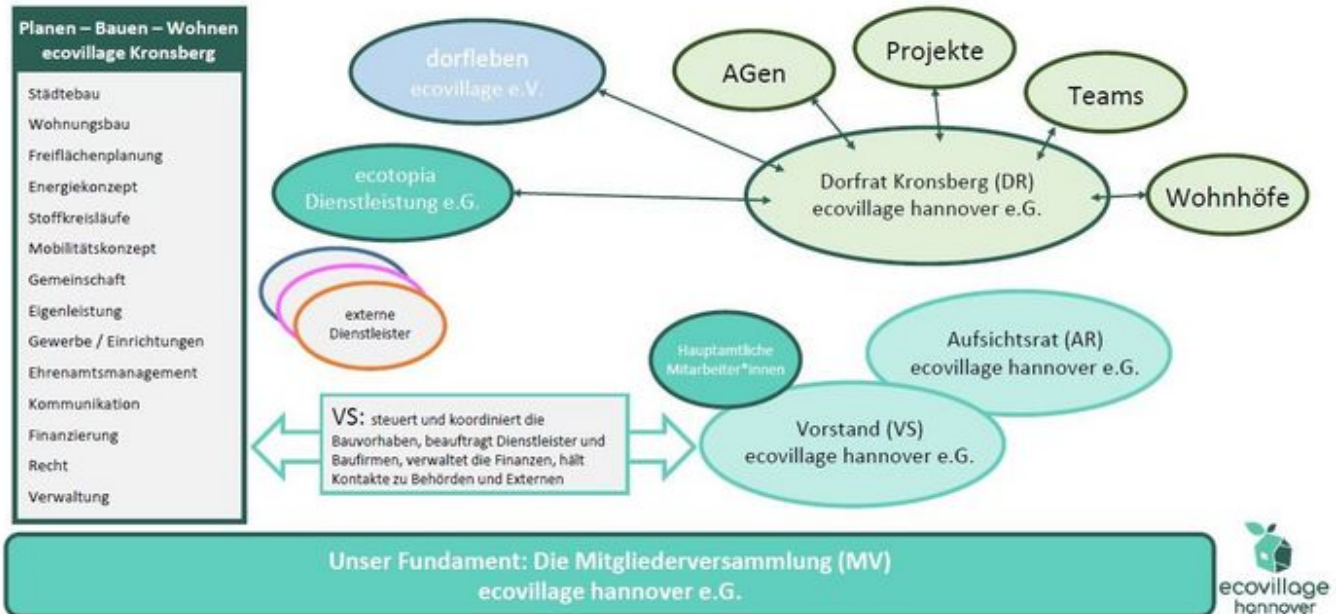 Planen – Bauen – Wohnen
ecovillage Kronsberg
Städtebau
Wohnungsbau
Freiflächenplanung
Energiekonzept
Stoffkreisläufe
Mobilitätskonzept
Gemeinschaft
Eigenleistung
Gewerbe / Einrichtungen
Ehrenamtsmanagement
Kommunikation
Finanzierung
Recht
Verwaltung
dorfleben
ecovillage e.V.
AGen
Projekte
Teams
ecotopia
Dienstleistung e.G.
Dorfrat Kronsberg (DR)
ecovillage hannover e.G.
Wohnhöfe
externe
Dienstleister
Hauptamtliche
Mitarbeiter*innen
Aufsichtsrat (AR)
ecovillage hannover e.G.
VS: steuert und koordiniert die
Bauvorhaben, beauftragt Dienstleister und
Baufirmen, verwaltet die Finanzen, hält
Kontakte zu Behörden und Externen
Vorstand (VS)
ecovillage hannover e.G.
Unser Fundament: Die Mitgliederversammlung (MV)
ecovillage hannover e.G.
ecovillage
hannover